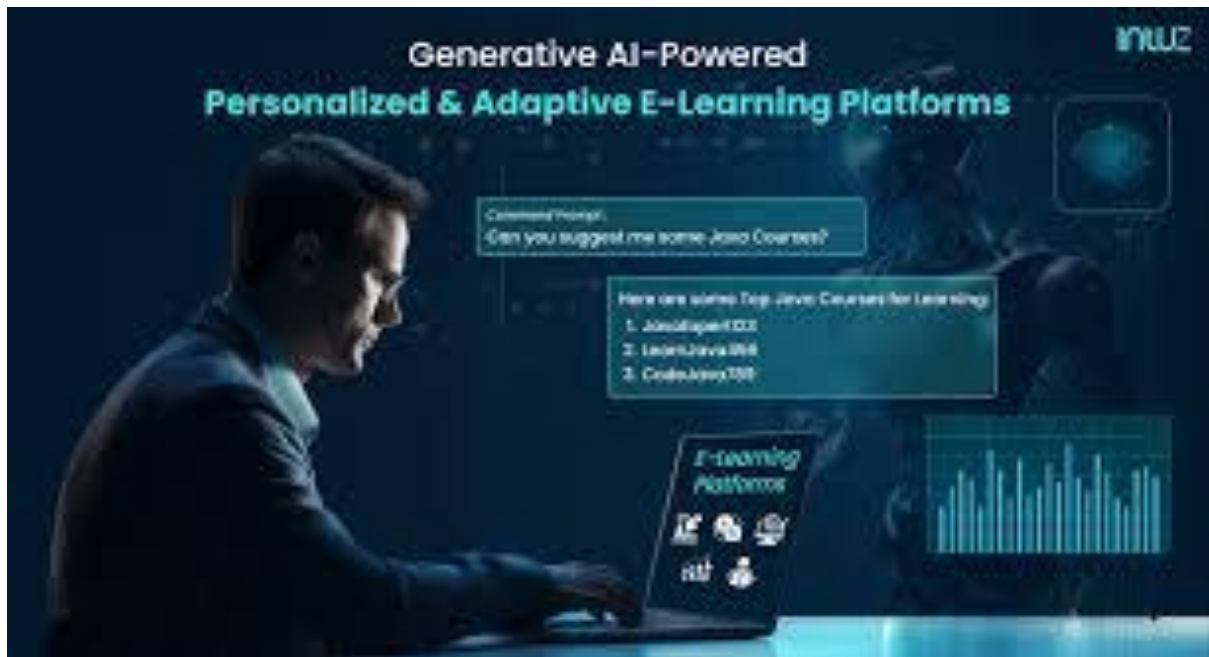 INTUZ
Generative AI-Powered
Personalized & Adaptive E-Learning Platforms
Command Prompt:
Can you suggest me some Java Courses?
Here are some Top Java Courses for Learning:
1. JavaExpert123
2. LearnJava456
3. CodeJava789
E-Learning
Platforms